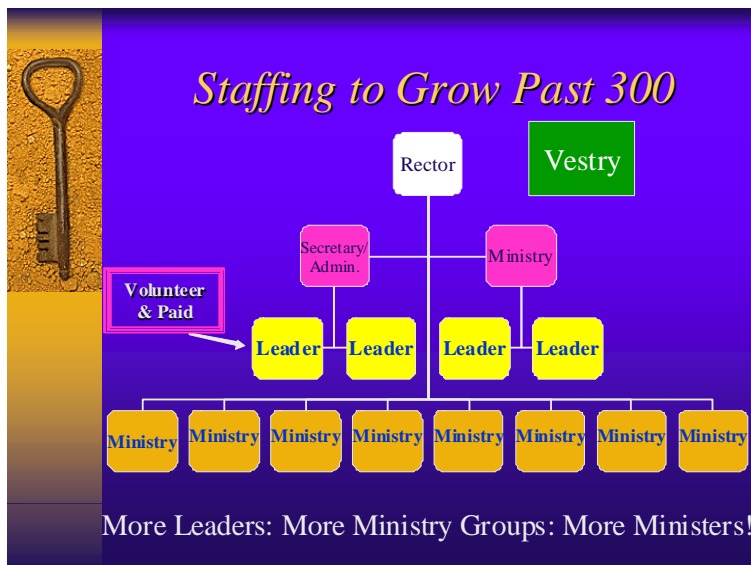 Staffing to Grow Past 300
Rector
Vestry
Secretary/
Admin.
Ministry
Volunteer
& Paid
Leader
Leader
Leader
Leader
Ministry
Ministry
Ministry
Ministry
Ministry
Ministry
Ministry
Ministry
More Leaders: More Ministry Groups: More Ministers!